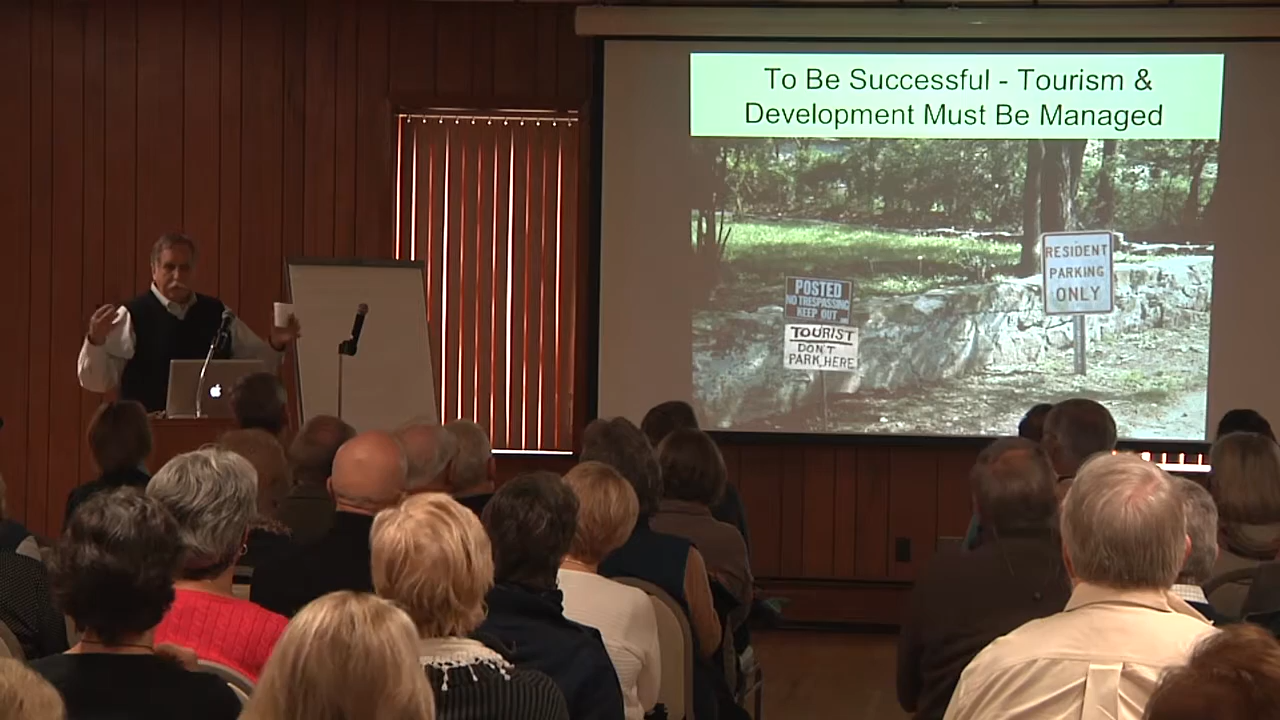 To Be Successful - Tourism &
Development Must Be Managed
POSTED
NO TRESPASSING
KEEP OUT
TOURIST
DON'T
PARK HERE
RESIDENT
PARKING
ONLY